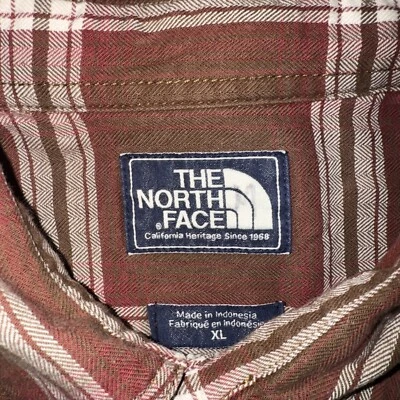 THE
NORTH
FACE
California Heritage Since 1968
Made in Indonesia
Fabriqué en Indonésie
XL